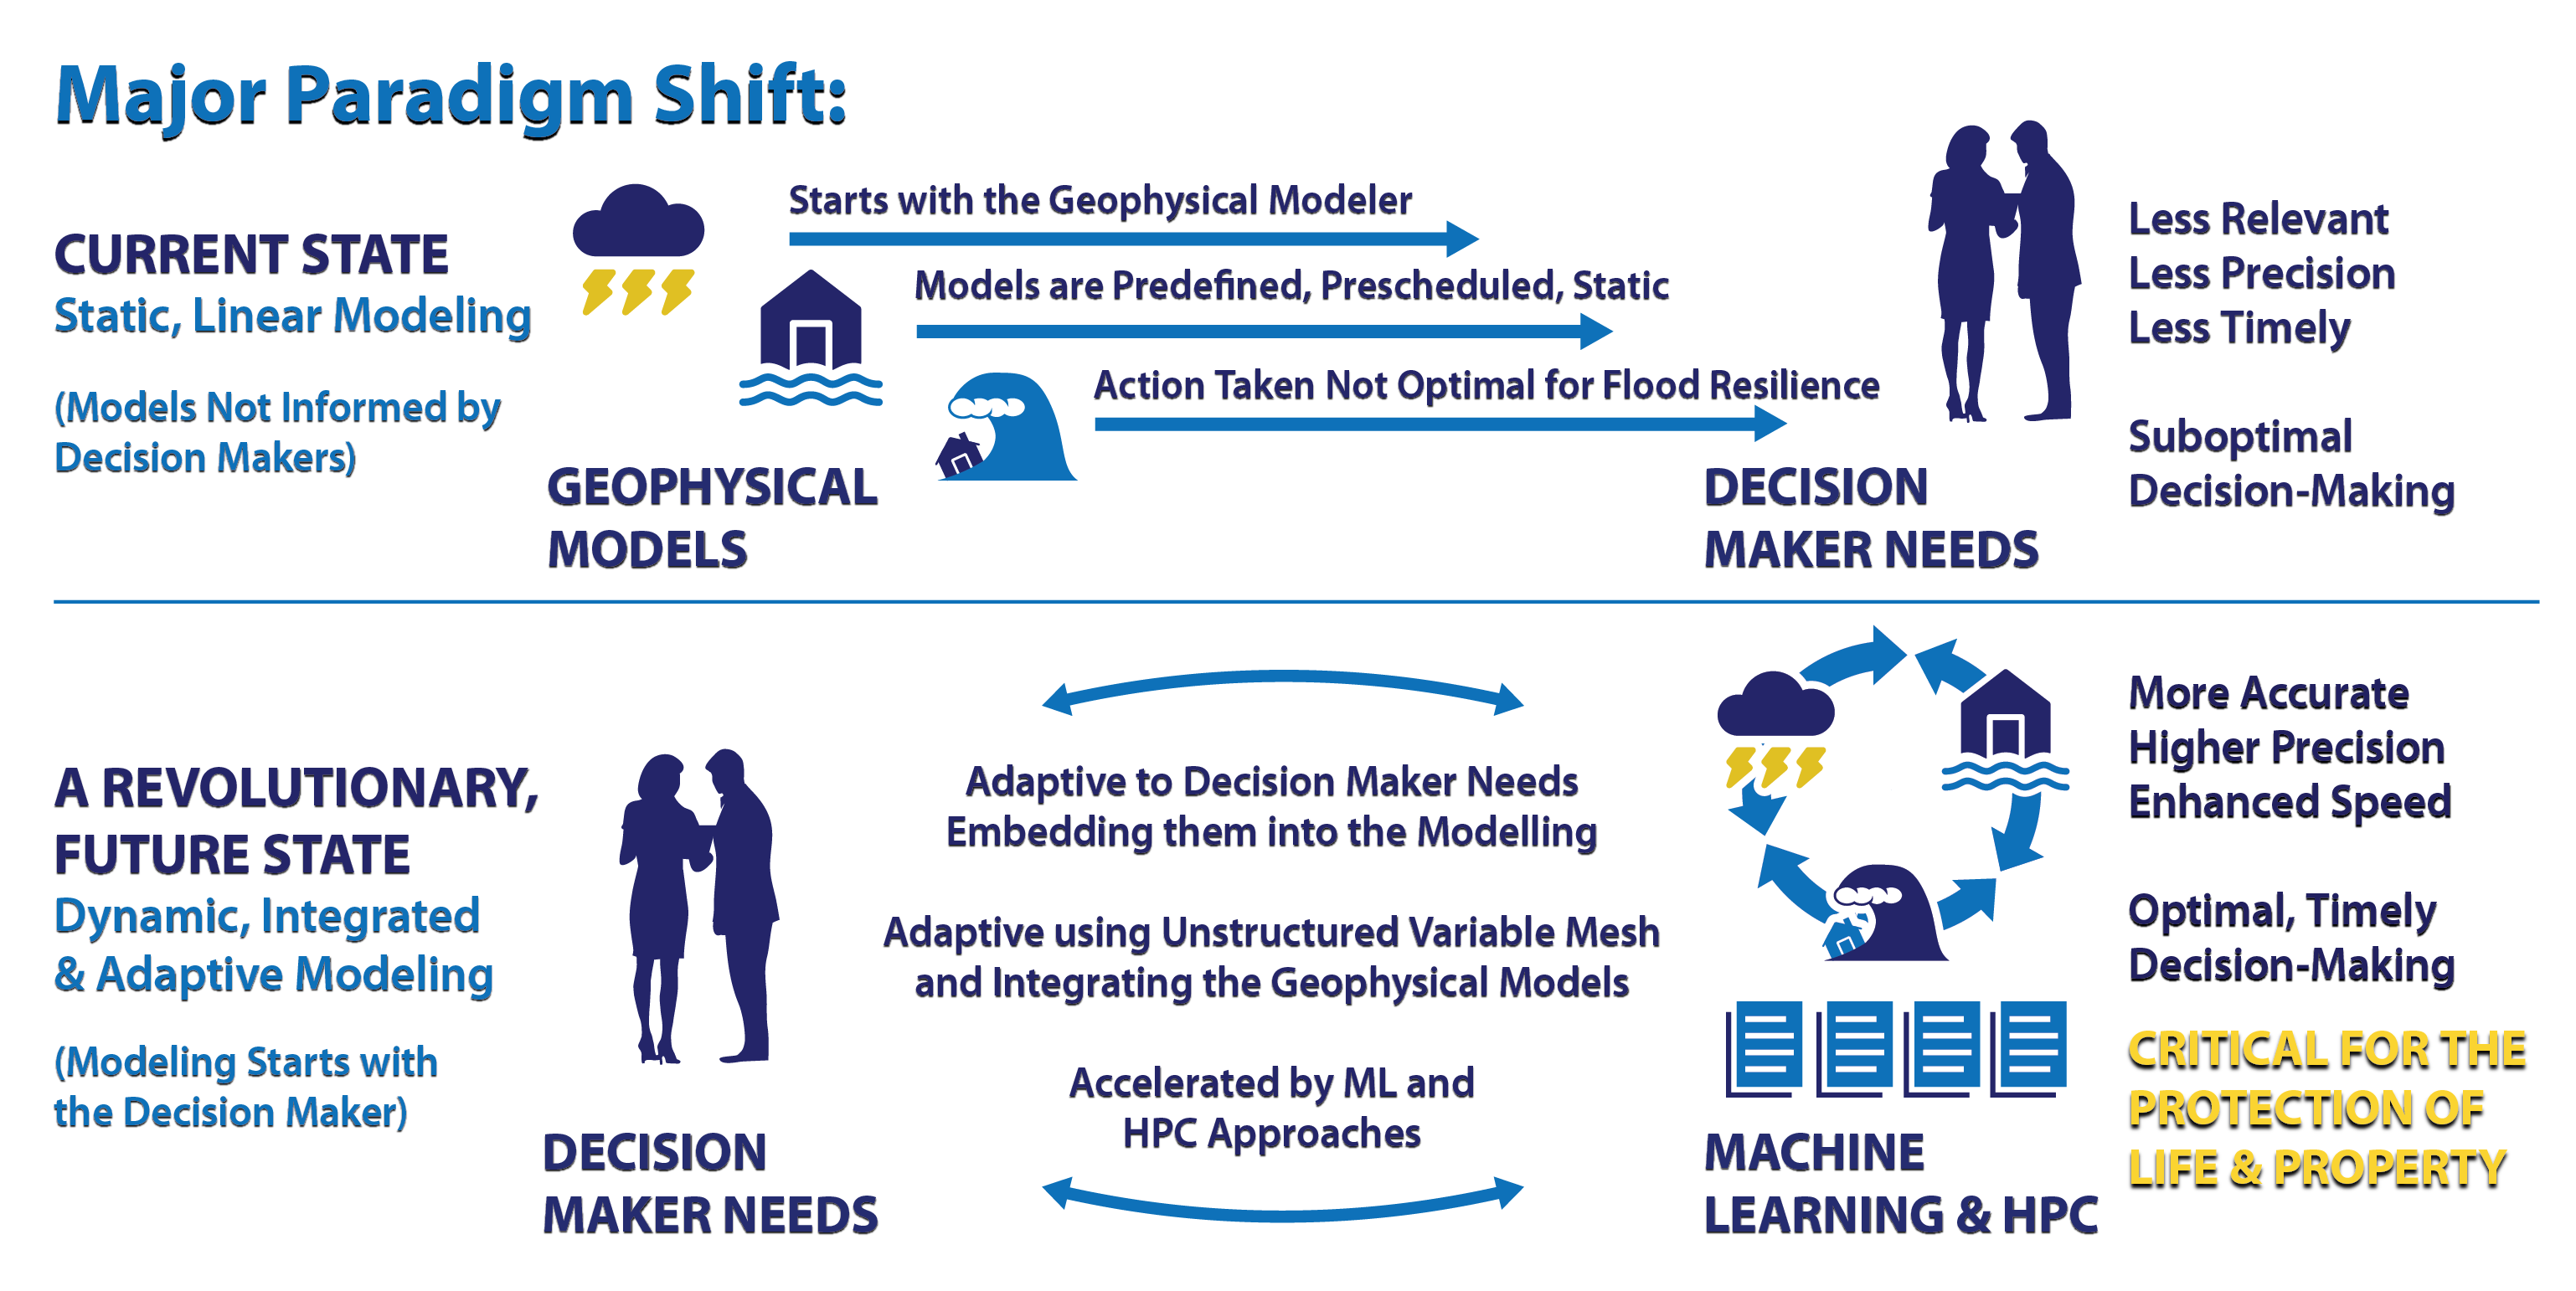 Major Paradigm Shift:
CURRENT STATE
Static, Linear Modeling
(Models Not Informed by
Decision Makers)
GEOPHYSICAL
MODELS
Starts with the Geophysical Modeler
Models are Predefined, Prescheduled, Static
Action Taken Not Optimal for Flood Resilience
DECISION
MAKER NEEDS
Less Relevant
Less Precision
Less Timely
Suboptimal
Decision-Making
A REVOLUTIONARY,
FUTURE STATE
Dynamic, Integrated
& Adaptive Modeling
(Modeling Starts with
the Decision Maker)
DECISION
MAKER NEEDS
Adaptive to Decision Maker Needs
Embedding them into the Modelling
Adaptive using Unstructured Variable Mesh
and Integrating the Geophysical Models
Accelerated by ML and
HPC Approaches
MACHINE
LEARNING & HPC
More Accurate
Higher Precision
Enhanced Speed
Optimal, Timely
Decision-Making
CRITICAL FOR THE
PROTECTION OF
LIFE & PROPERTY